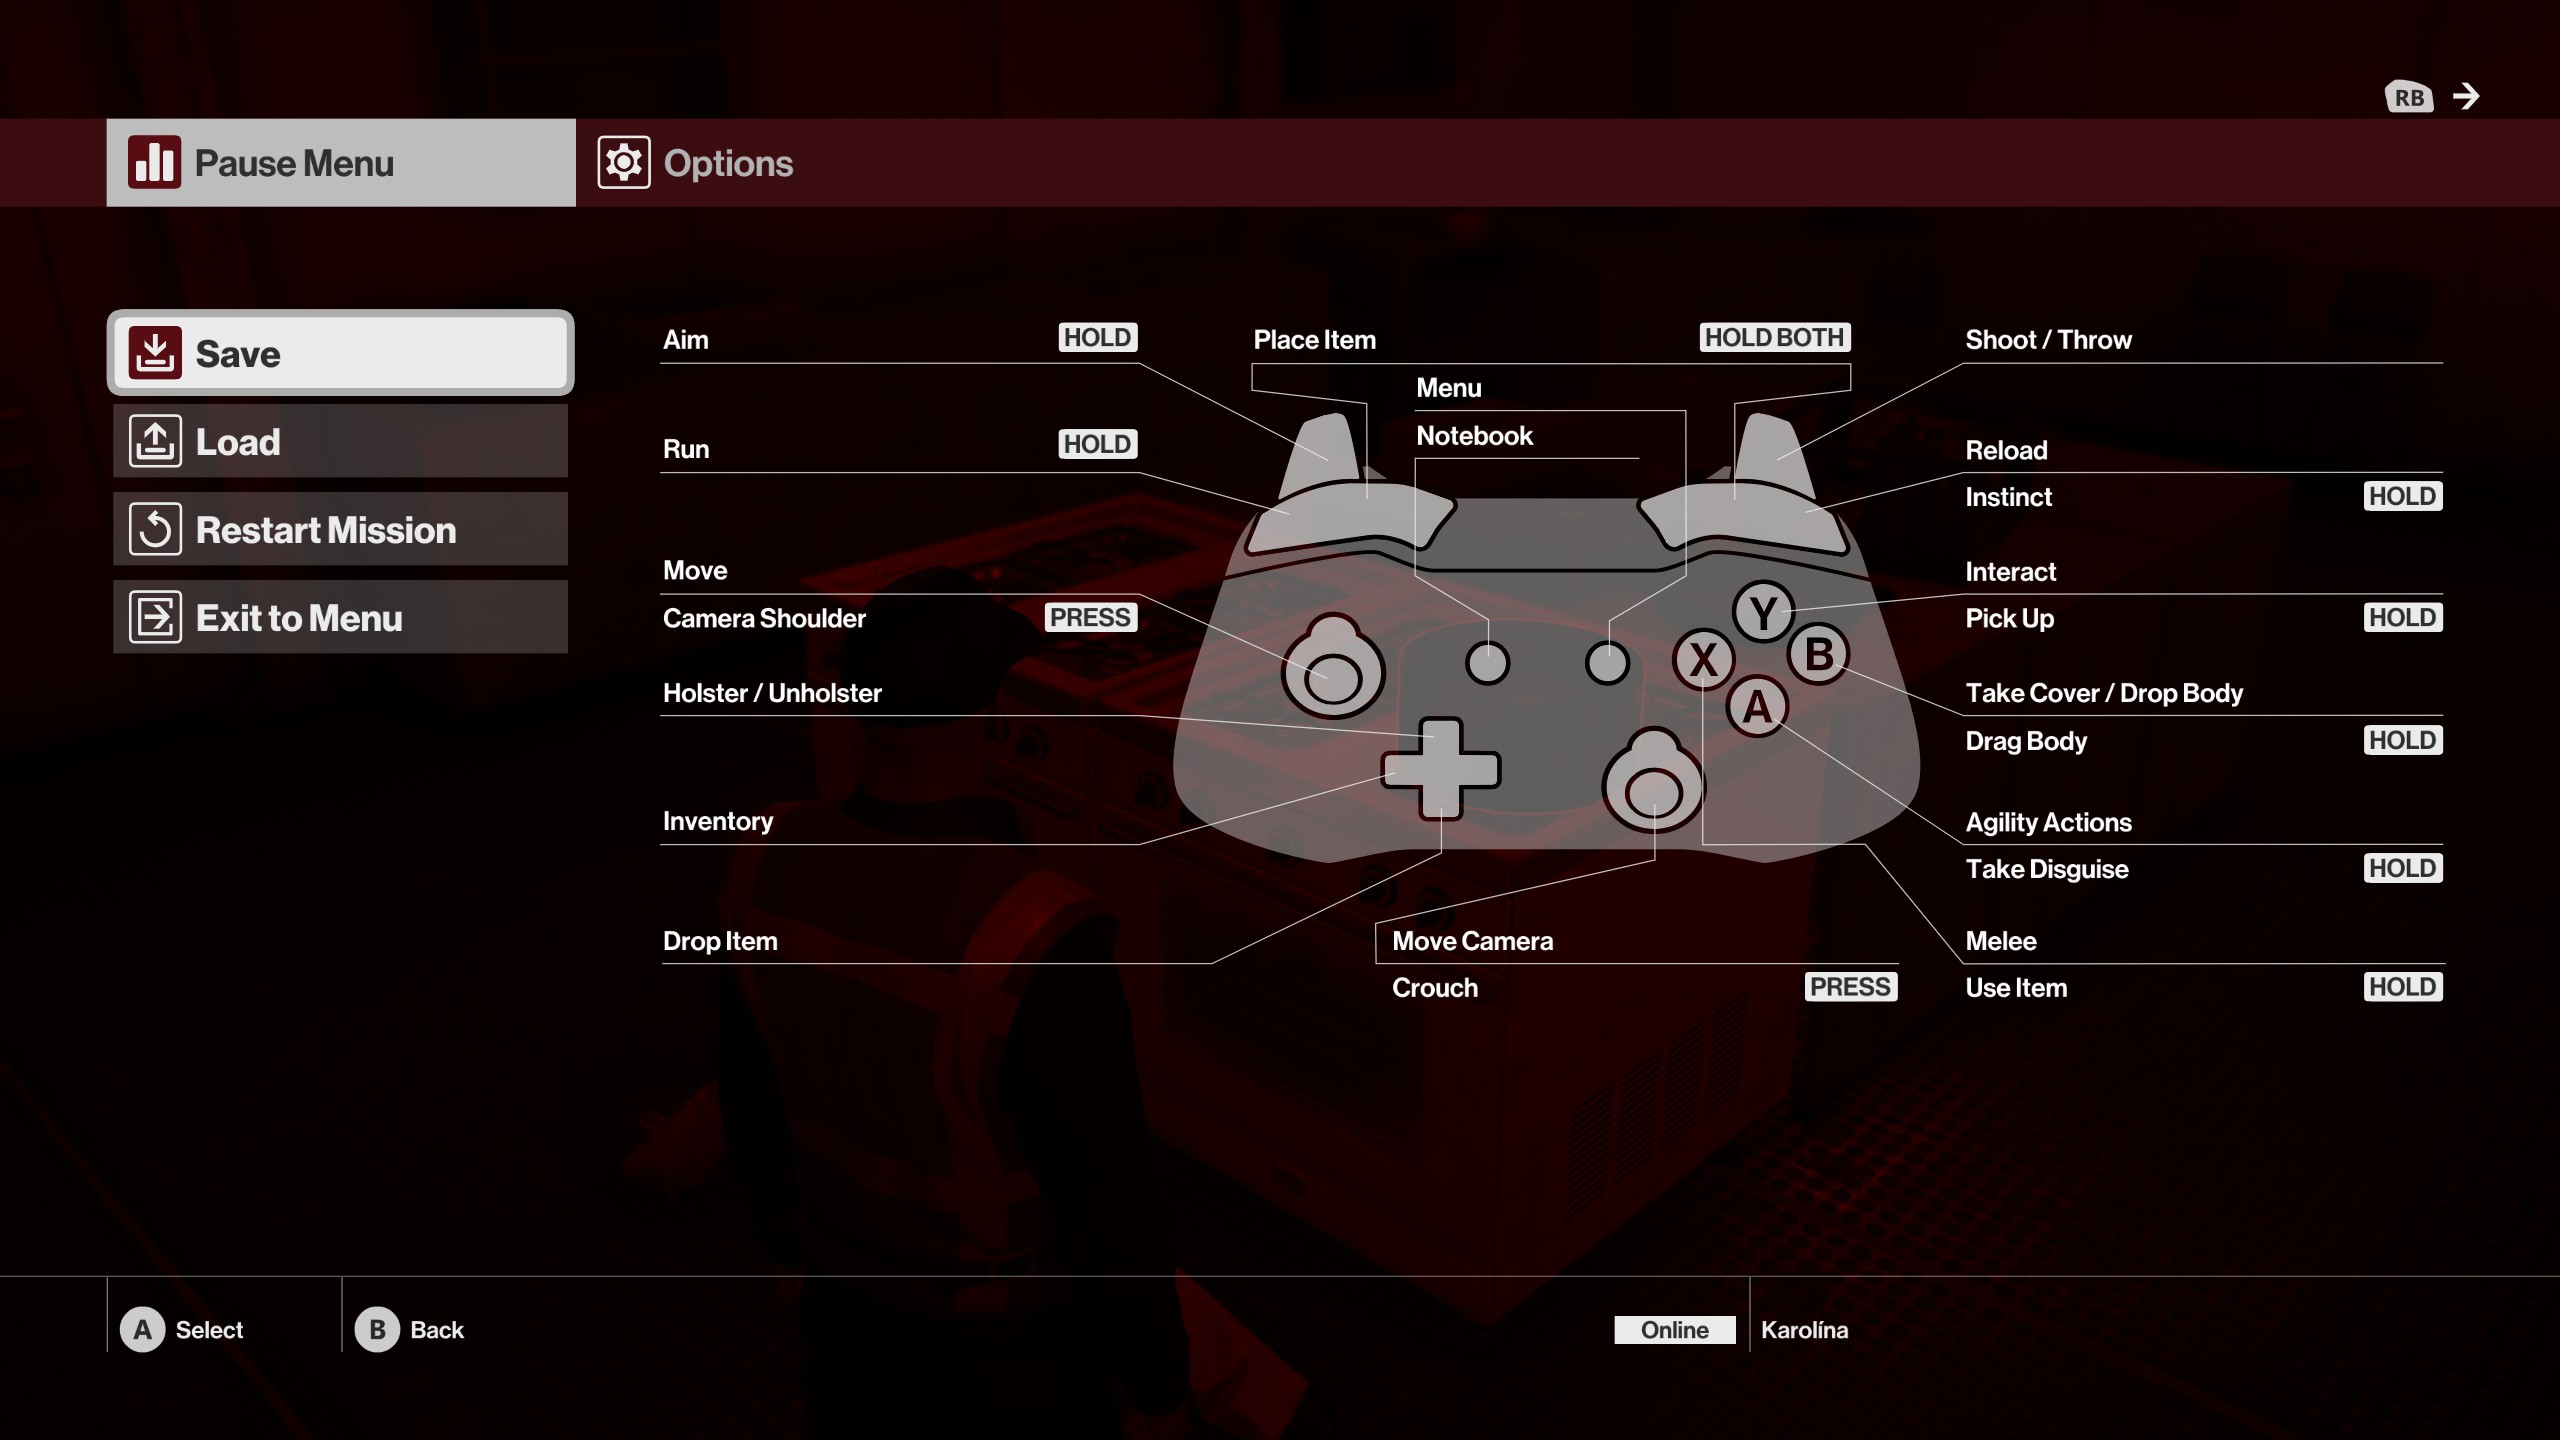 RB
Pause Menu
Options
Save
Load
Restart Mission
Exit to Menu
Aim HOLD
Run HOLD
Move
Camera Shoulder PRESS
Holster / Unholster
Inventory
Drop Item
Place Item HOLD BOTH
Menu
Notebook
Y
X
B
A
Move Camera
Crouch PRESS
Shoot / Throw
Reload
Instinct HOLD
Interact
Pick Up HOLD
Take Cover / Drop Body
Drag Body HOLD
Agility Actions
Take Disguise HOLD
Melee
Use Item HOLD
A Select
B Back
Online
Karolína